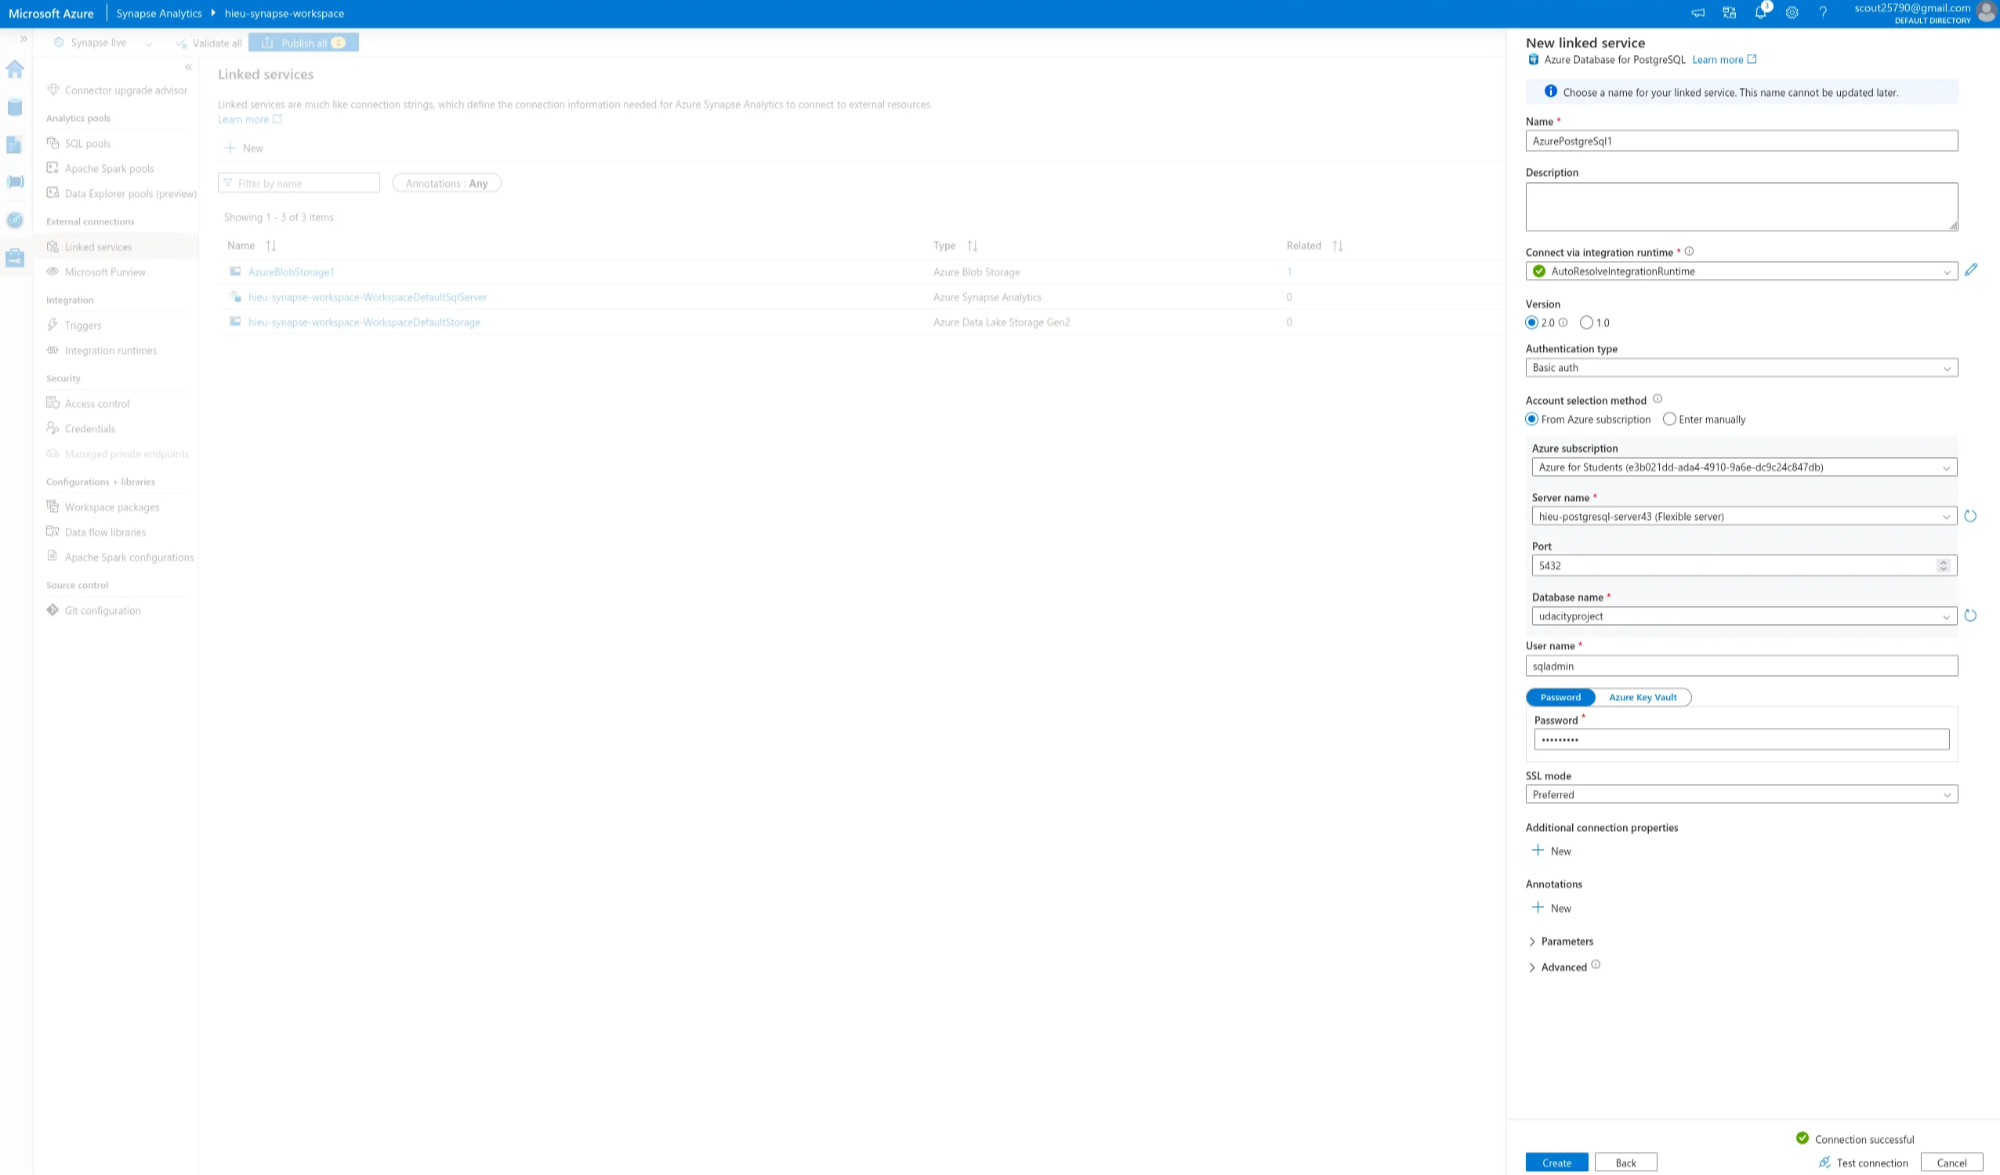 Microsoft Azure Synapse Analytics hieu-synapse-workspace
3 ? scout25790@gmail.com
DEFAULT DIRECTORY
Synapse live Validate all Publish all 2
Connector upgrade advisor
Analytics pools
SQL pools
Apache Spark pools
Data Explorer pools (preview)
External connections
Linked services
Microsoft Purview
Integration
Triggers
Integration runtimes
Security
Access control
Credentials
Managed private endpoints
Configurations + libraries
Workspace packages
Data flow libraries
Apache Spark configurations
Source control
Git configuration
Linked services
Linked services are much like connection strings, which define the connection information needed for Azure Synapse Analytics to connect to external resources.
Learn more
New
Filter by name Annotations : Any
Showing 1 - 3 of 3 items
Name Type Related
AzureBlobStorage1 Azure Blob Storage 1
hieu-synapse-workspace-WorkspaceDefaultSqlServer Azure Synapse Analytics 0
hieu-synapse-workspace-WorkspaceDefaultStorage Azure Data Lake Storage Gen2 0
New linked service
Azure Database for PostgreSQL Learn more
Choose a name for your linked service. This name cannot be updated later.
Name *
AzurePostgreSql1
Description
Connect via integration runtime *
AutoResolveIntegrationRuntime
Version
2.0 1.0
Authentication type
Basic auth
Account selection method
From Azure subscription Enter manually
Azure subscription
Azure for Students (e3b021dd-ada4-4910-9a6e-dc9c24c847db)
Server name *
hieu-postgresql-server43 (Flexible server)
Port
5432
Database name *
udacityproject
User name *
sqladmin
Password Azure Key Vault
Password *
•••••••••
SSL mode
Preferred
Additional connection properties
New
Annotations
New
Parameters
Advanced
Connection successful
Create Back Test connection Cancel